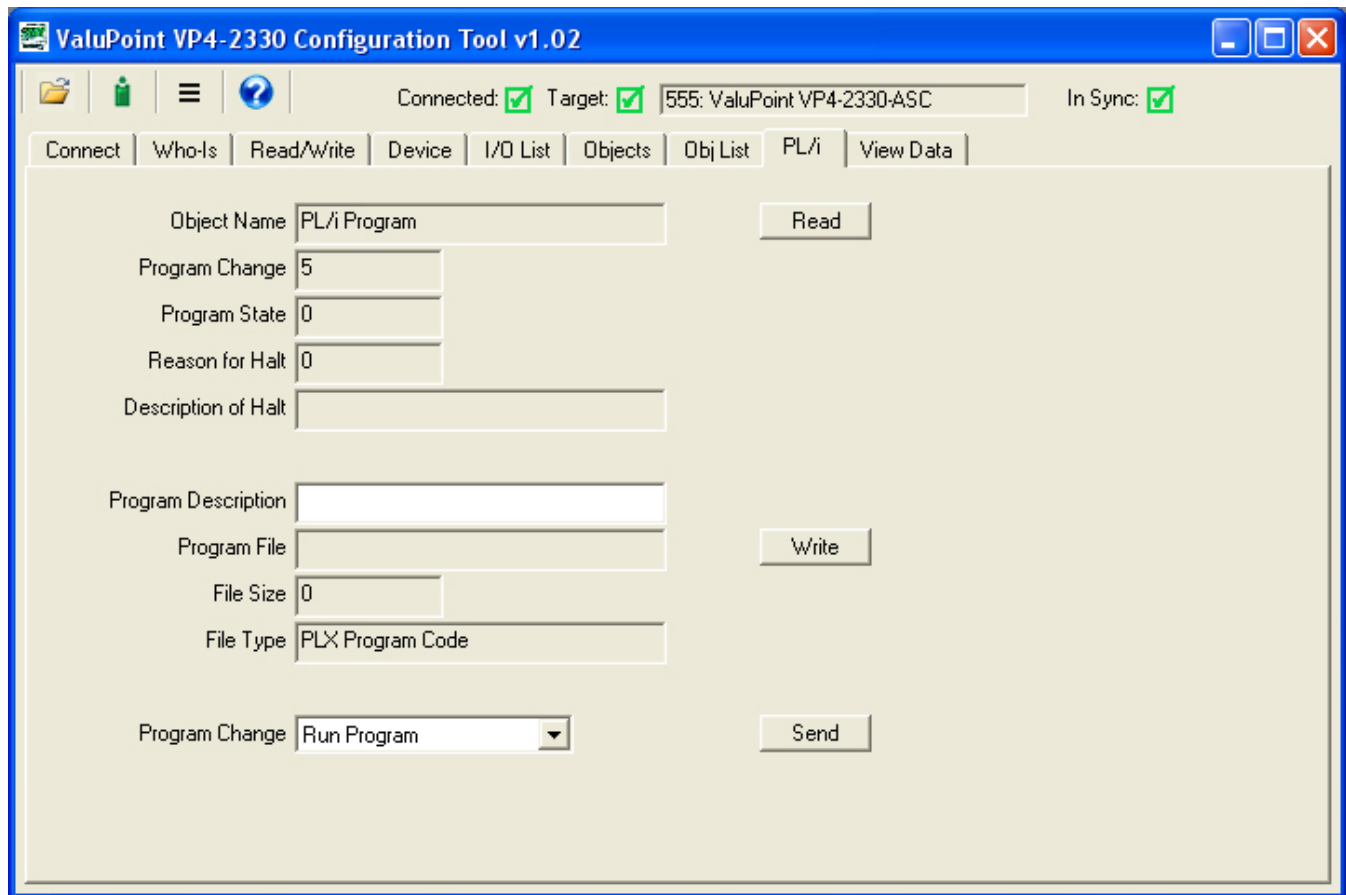 ValuPoint VP4-2330 Configuration Tool v1.02
Connected: Target: 555: ValuPoint VP4-2330-ASC In Sync:
Connect Who-Is Read/Write Device I/O List Objects Obj List PL/i View Data
Object Name PL/i Program Read
Program Change 5
Program State 0
Reason for Halt 0
Description of Halt
Program Description
Program File Write
File Size 0
File Type PLX Program Code
Program Change Run Program Send